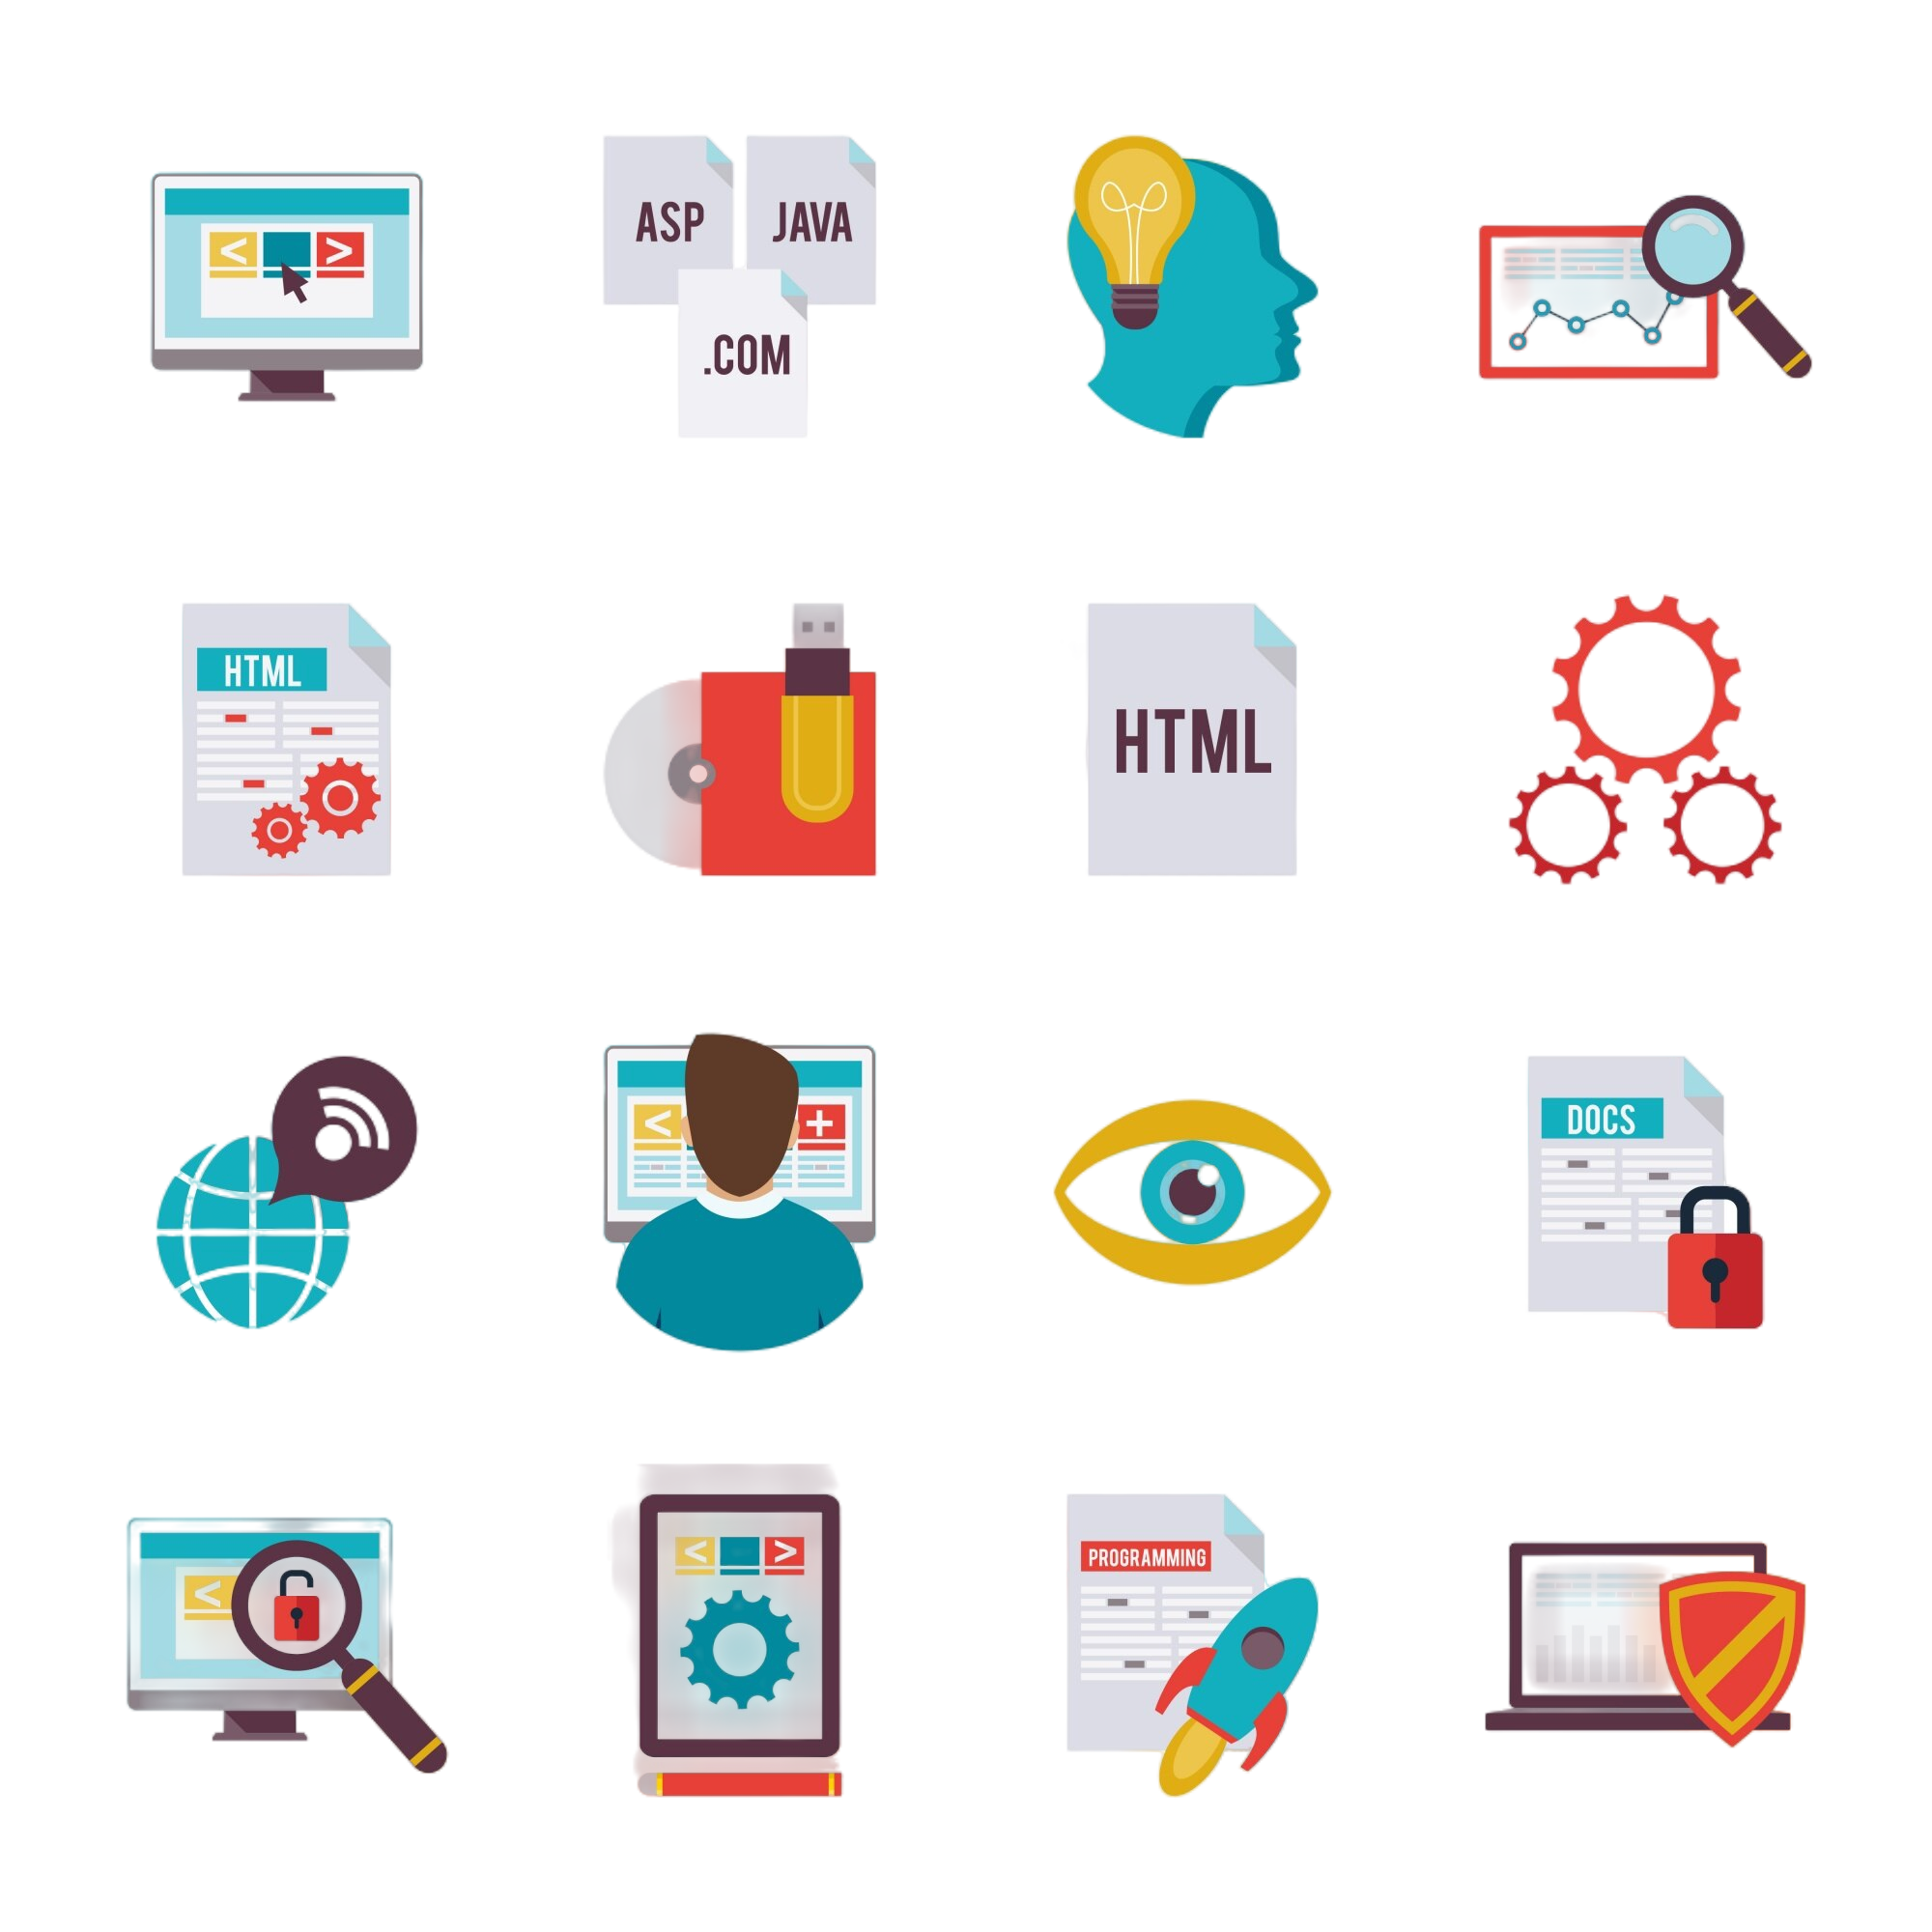 < >
ASP
JAVA
.COM
HTML
HTML
< +
DOCS
<
< >
PROGRAMMING